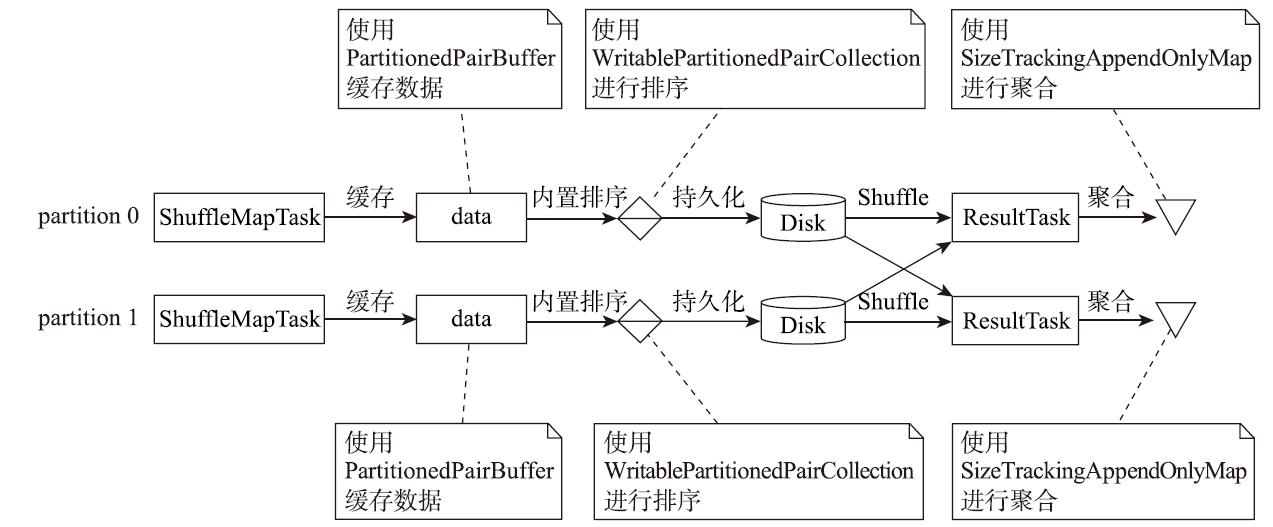 使用
PartitionedPairBuffer
缓存数据
使用
WritablePartitionedPairCollection
进行排序
使用
SizeTrackingAppendOnlyMap
进行聚合
partition 0
ShuffleMapTask
缓存
data
内置排序
持久化
Disk
Shuffle
ResultTask
聚合
partition 1
ShuffleMapTask
缓存
data
内置排序
持久化
Disk
Shuffle
ResultTask
聚合
使用
PartitionedPairBuffer
缓存数据
使用
WritablePartitionedPairCollection
进行排序
使用
SizeTrackingAppendOnlyMap
进行聚合